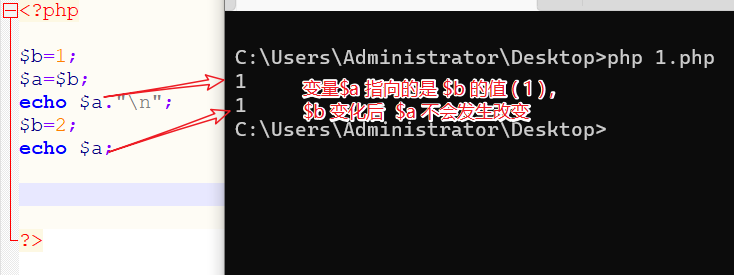 <?php
$b=1;
$a=$b;
echo $a."\n";
$b=2;
echo $a;
?>
C:\Users\Administrator\Desktop>php 1.php
1
1
C:\Users\Administrator\Desktop>
变量$a 指向的是 $b 的值 ( 1 ) ,
$b 变化后 $a 不会发生改变